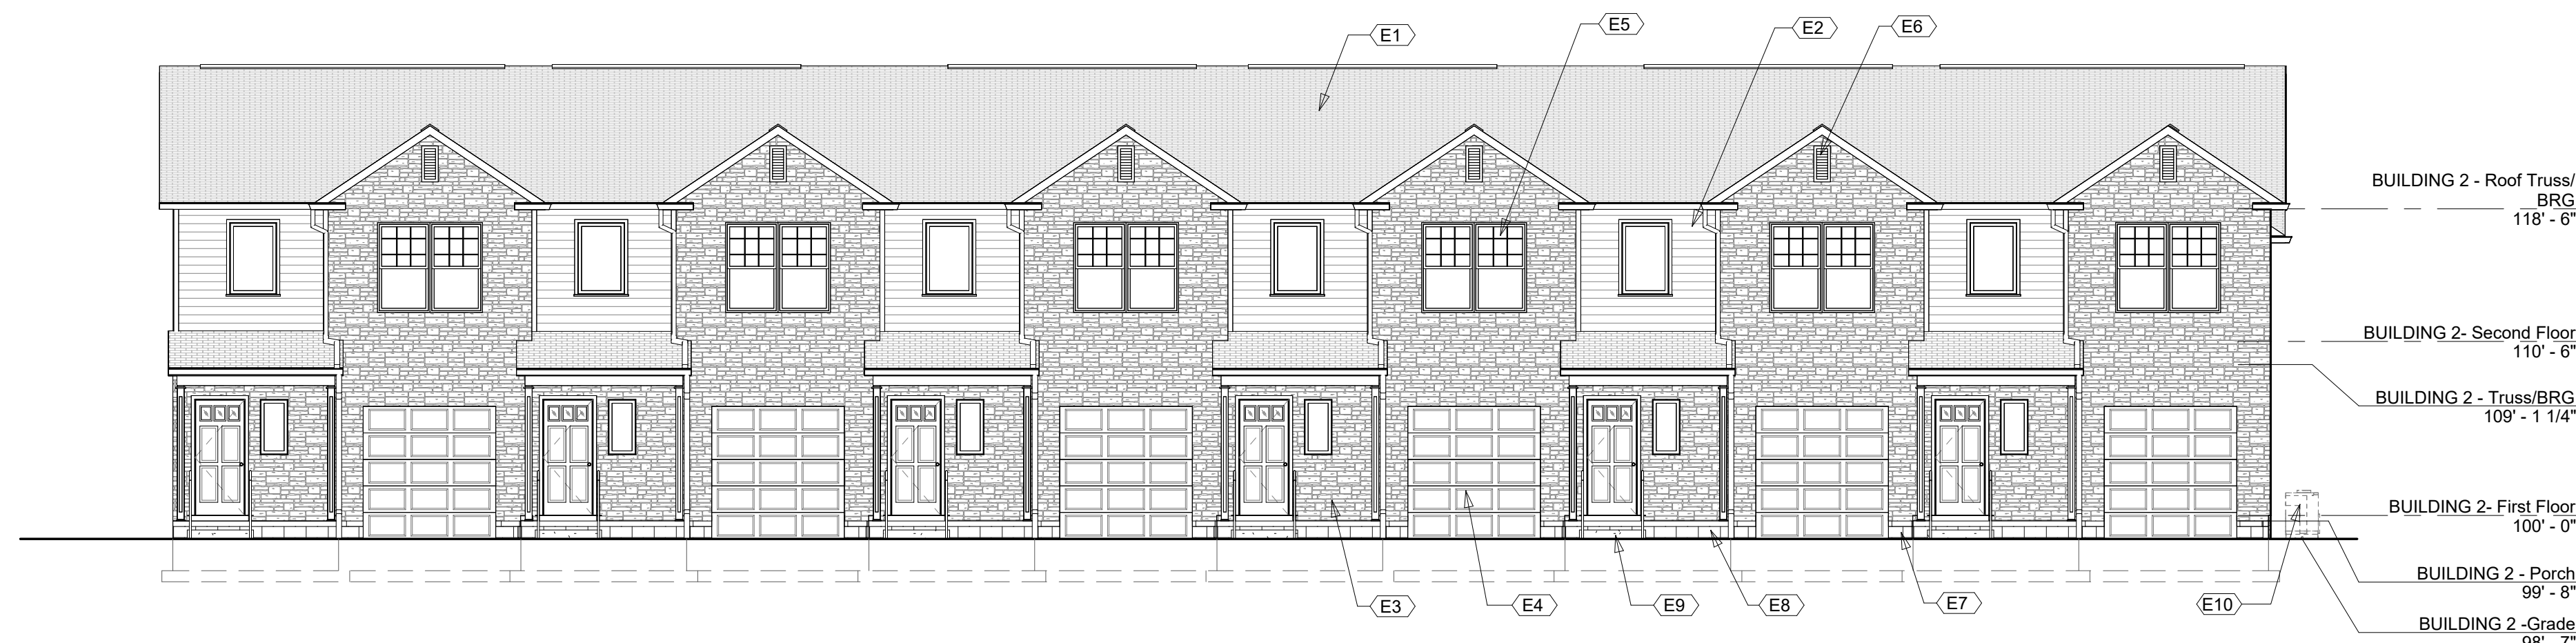 E1
E5
E2
E6
BUILDING 2 - Roof Truss/
BRG
118' - 6"
BUILDING 2- Second Floor
110' - 6"
BUILDING 2 - Truss/BRG
109' - 1 1/4"
BUILDING 2- First Floor
100' - 0"
BUILDING 2 - Porch
99' - 8"
E3
E4
E9
E8
E7
E10
BUILDING 2 -Grade
98' - 7"